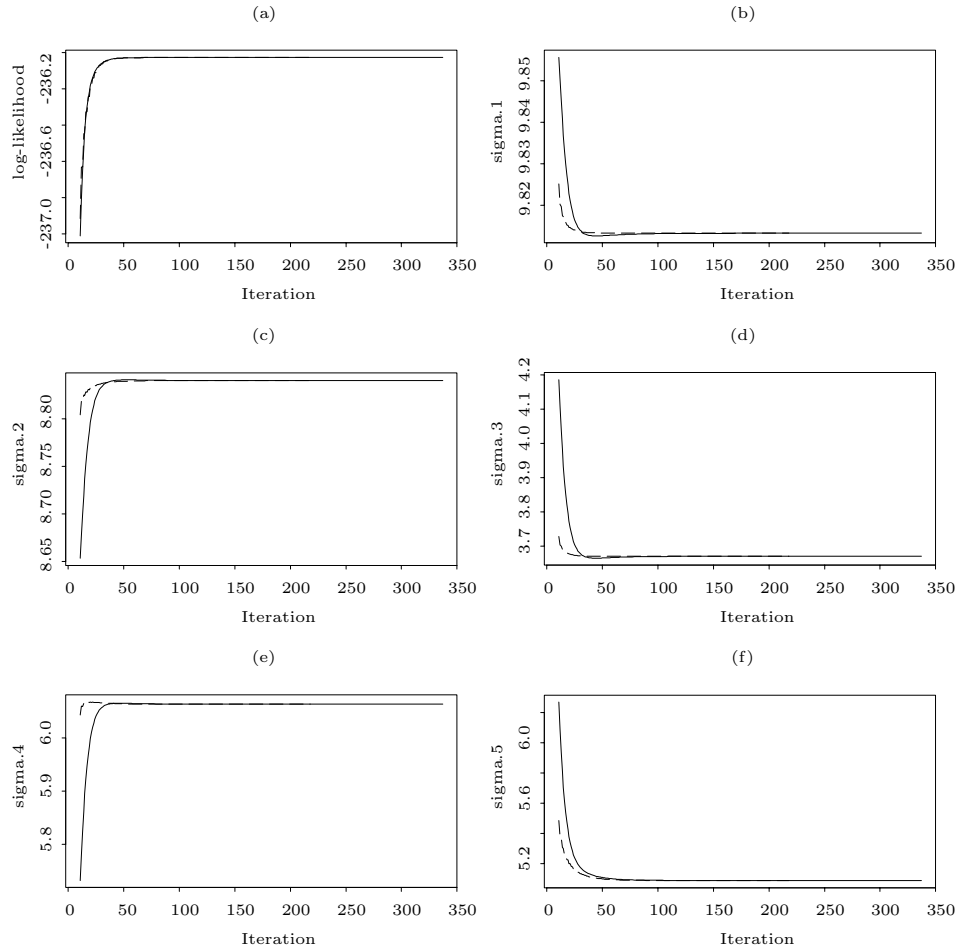 (a)
log-likelihood
-237.0 -236.6 -236.2
0 50 100 150 200 250 300 350
Iteration
(b)
sigma.1
9.82 9.83 9.84 9.85
0 50 100 150 200 250 300 350
Iteration
(c)
sigma.2
8.65 8.70 8.75 8.80
0 50 100 150 200 250 300 350
Iteration
(d)
sigma.3
3.7 3.8 3.9 4.0 4.1 4.2
0 50 100 150 200 250 300 350
Iteration
(e)
sigma.4
5.8 5.9 6.0
0 50 100 150 200 250 300 350
Iteration
(f)
sigma.5
5.2 5.6 6.0
0 50 100 150 200 250 300 350
Iteration